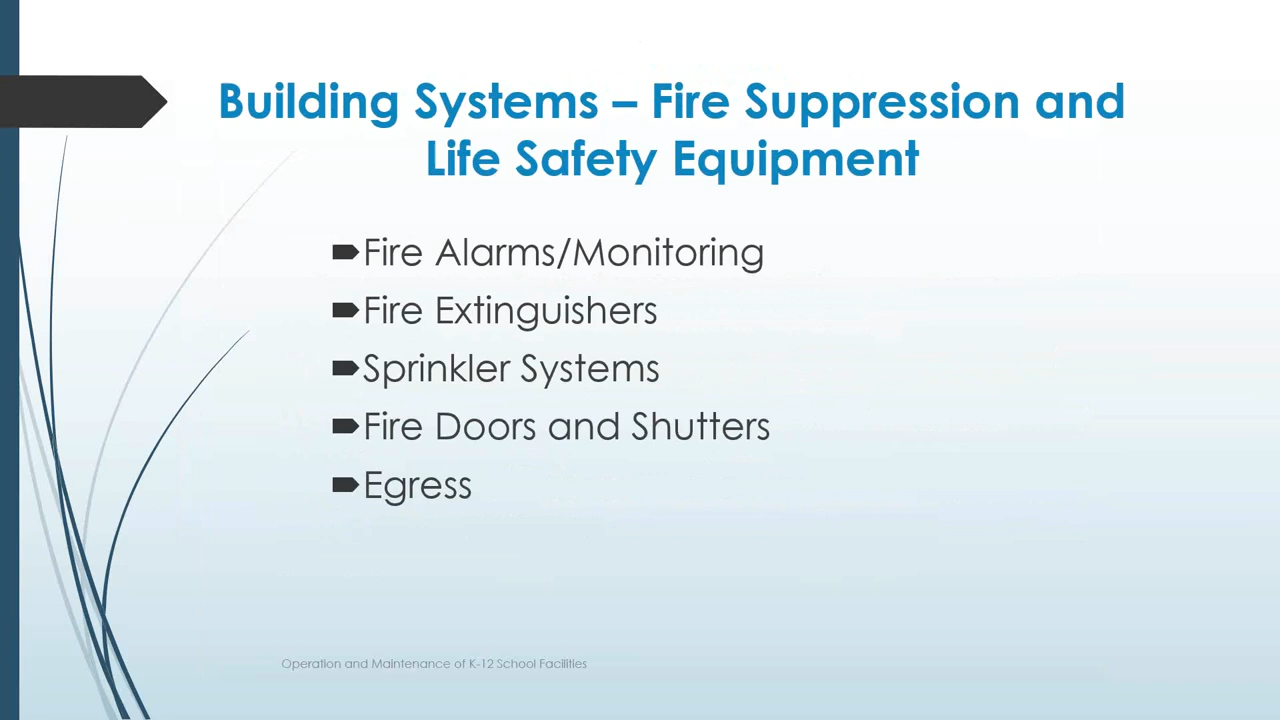 Building Systems – Fire Suppression and
Life Safety Equipment
Fire Alarms/Monitoring
Fire Extinguishers
Sprinkler Systems
Fire Doors and Shutters
Egress
Operation and Maintenance of K-12 School Facilities